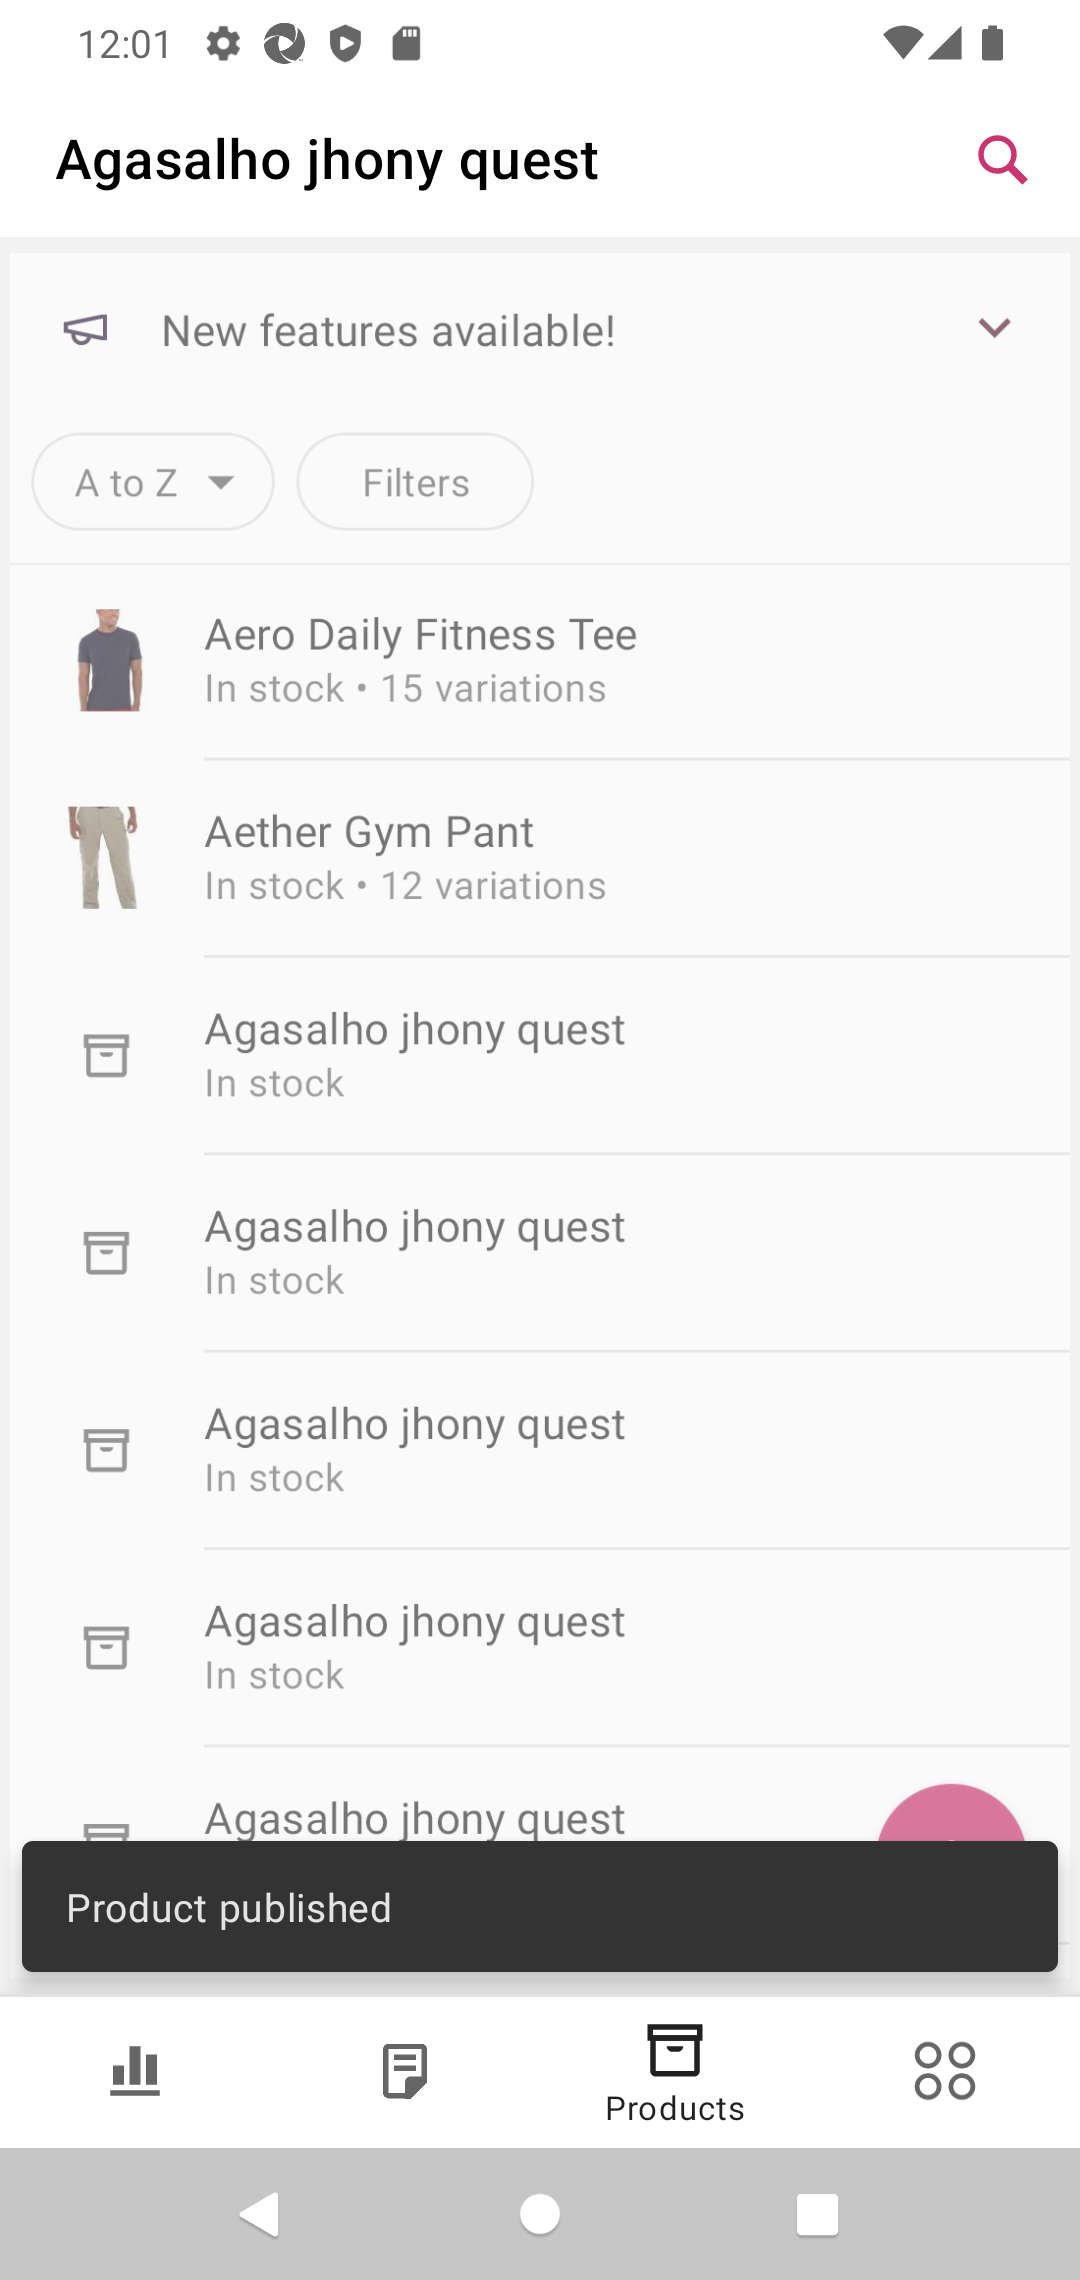 12:01
Agasalho jhony quest
New features available!
A to Z
Filters
Aero Daily Fitness Tee
In stock • 15 variations
Aether Gym Pant
In stock • 12 variations
Agasalho jhony quest
In stock
Agasalho jhony quest
In stock
Agasalho jhony quest
In stock
Agasalho jhony quest
In stock
Agasalho jhony quest
Product published
Products